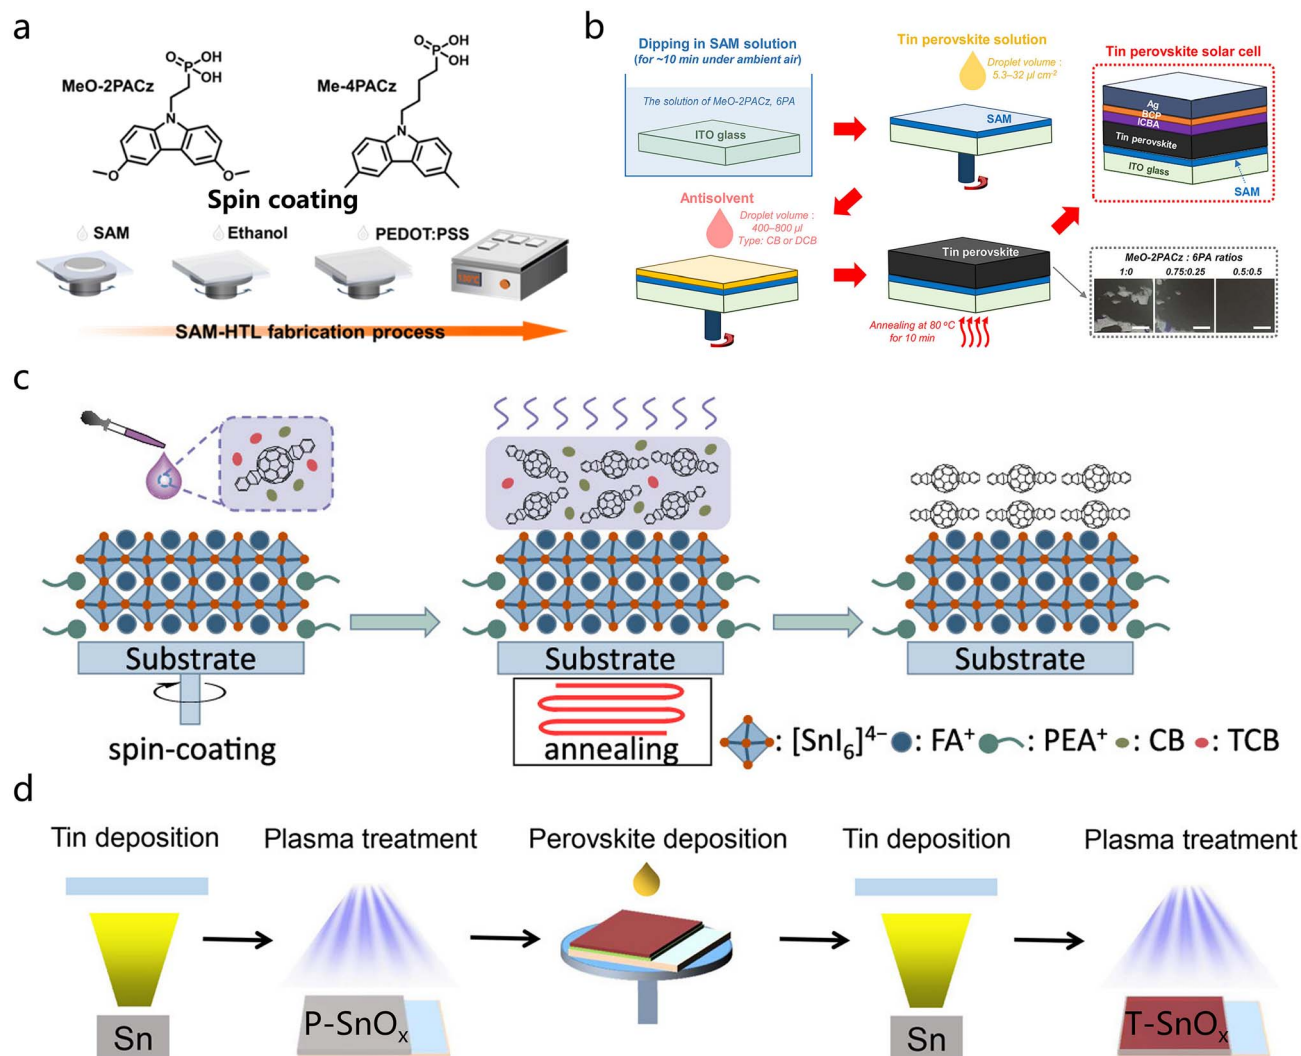 a
MeO-2PACz
O
P
OH
OH
N
O
O
Me-4PACz
O
P
OH
OH
N
Spin coating
SAM
Ethanol
PEDOT:PSS
SAM-HTL fabrication process
b
Dipping in SAM solution
(for ~10 min under ambient air)
The solution of MeO-2PACz, 6PA
ITO glass
Tin perovskite solution
Droplet volume :
5.3–32 μl cm⁻²
SAM
Tin perovskite solar cell
Ag
BCP
ICBA
Tin perovskite
ITO glass
SAM
Antisolvent
Droplet volume :
400–800 μl
Type: CB or DCB
Tin perovskite
Annealing at 80 ºC
for 10 min
MeO-2PACz : 6PA ratios
1:0 0.75:0.25 0.5:0.5
c
Substrate
spin-coating
Substrate
annealing
Substrate
: [SnI₆]⁴⁻ : FA⁺ : PEA⁺ : CB : TCB
d
Tin deposition
Sn
Plasma treatment
P-SnOₓ
Perovskite deposition
Tin deposition
Sn
Plasma treatment
T-SnOₓ